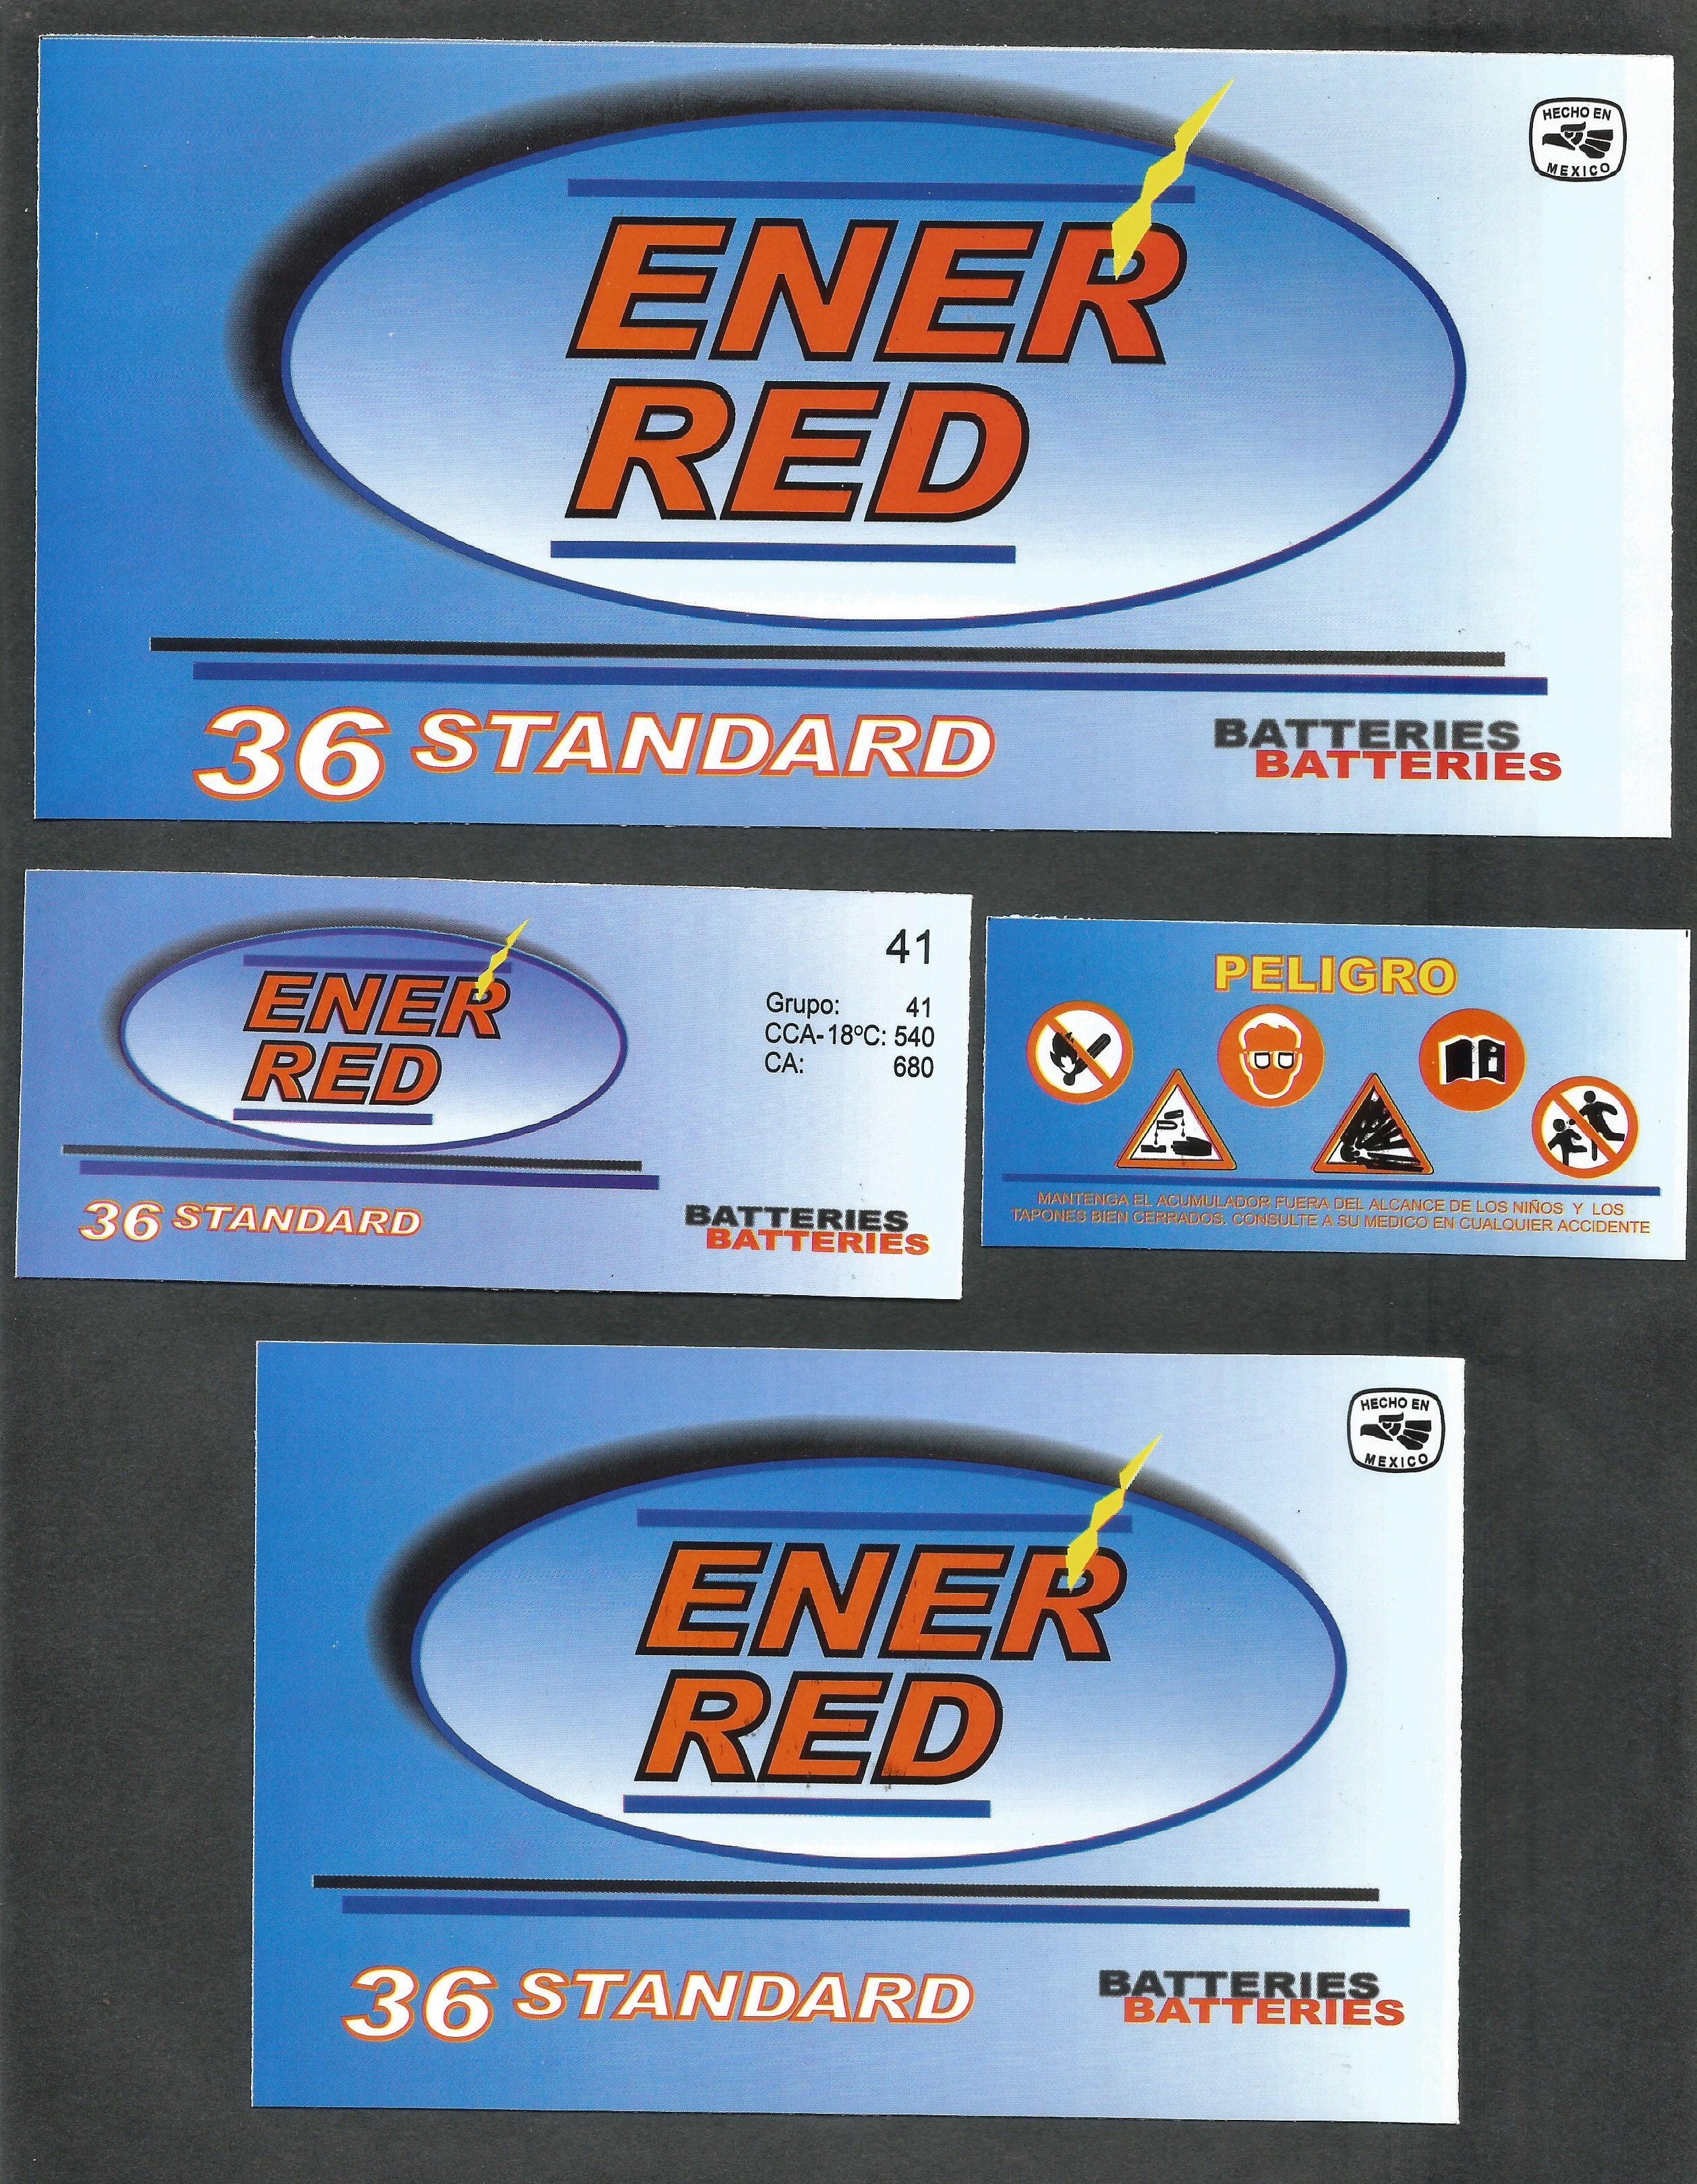 HECHO EN
MEXICO
ENER
RED
36 STANDARD
BATTERIES
BATTERIES
ENER
RED
41
Grupo: 41
CCA-18ºC: 540
CA: 680
36 STANDARD
BATTERIES
BATTERIES
PELIGRO
MANTENGA EL ACUMULADOR FUERA DEL ALCANCE DE LOS NIÑOS Y LOS
TAPONES BIEN CERRADOS. CONSULTE A SU MEDICO EN CUALQUIER ACCIDENTE
HECHO EN
MEXICO
ENER
RED
36 STANDARD
BATTERIES
BATTERIES